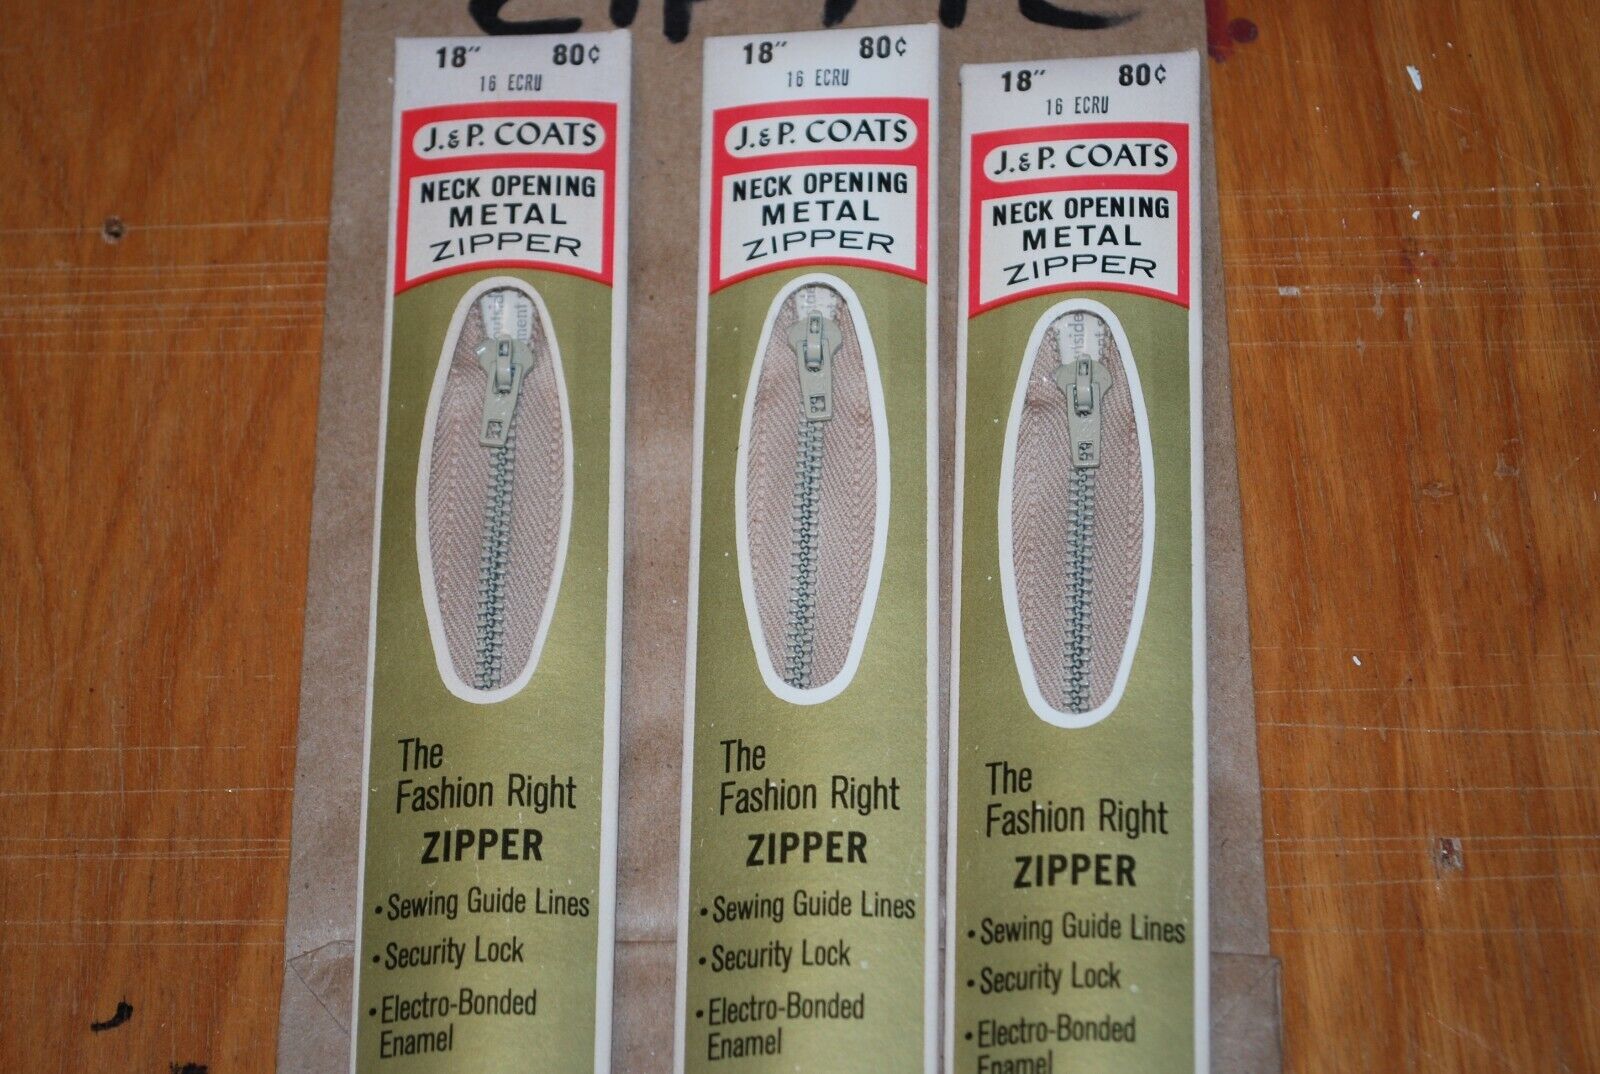 18″ 80¢
16 ECRU
J.&P. COATS
NECK OPENING
METAL
ZIPPER
The
Fashion Right
ZIPPER
•Sewing Guide Lines
•Security Lock
•Electro-Bonded
Enamel
18″ 80¢
16 ECRU
J.&P. COATS
NECK OPENING
METAL
ZIPPER
The
Fashion Right
ZIPPER
•Sewing Guide Lines
•Security Lock
•Electro-Bonded
Enamel
18″ 80¢
16 ECRU
J.&P. COATS
NECK OPENING
METAL
ZIPPER
The
Fashion Right
ZIPPER
•Sewing Guide Lines
•Security Lock
•Electro-Bonded
Enamel